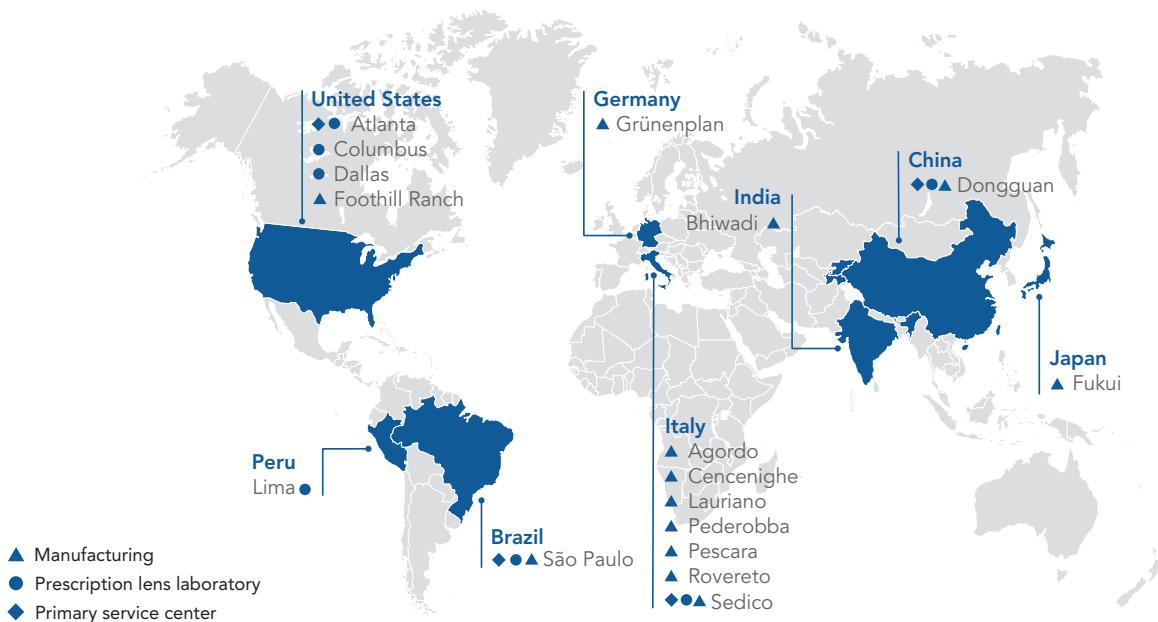 United States
Atlanta
Columbus
Dallas
Foothill Ranch
Germany
Grünenplan
China
Dongguan
India
Bhiwadi
Japan
Fukui
Italy
Agordo
Cencenighe
Lauriano
Pederobba
Pescara
Rovereto
Sedico
Peru
Lima
Brazil
São Paulo
Manufacturing
Prescription lens laboratory
Primary service center